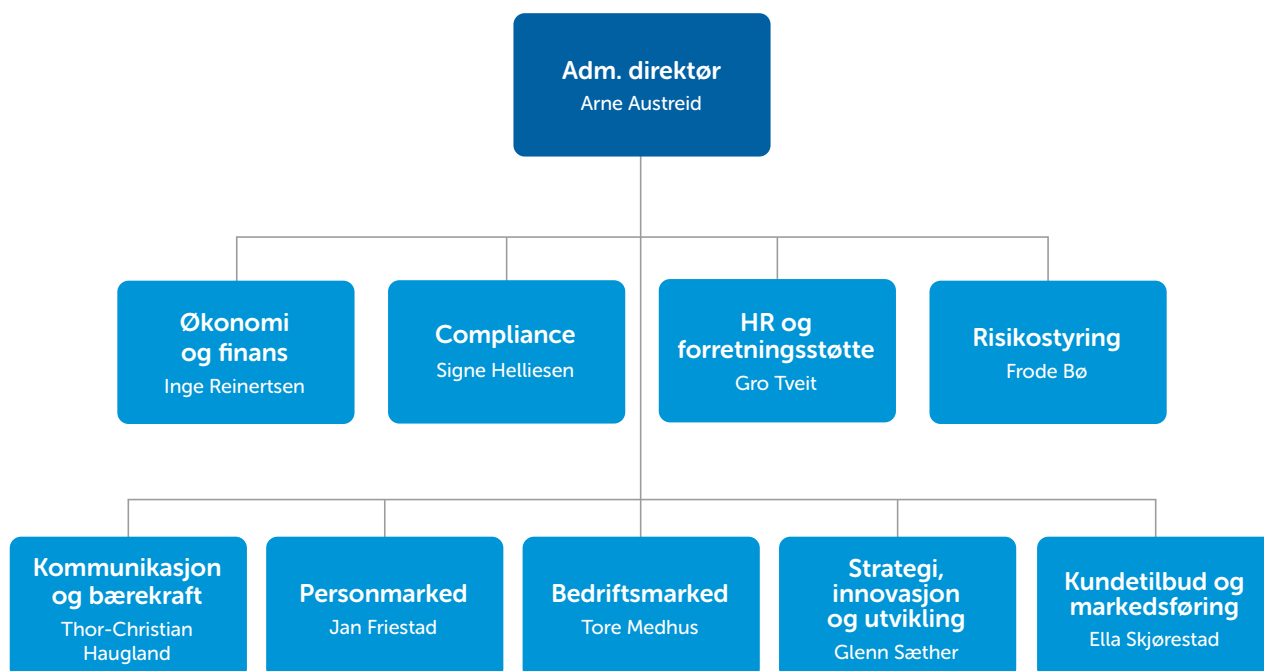 Adm. direktør
Arne Austreid
Økonomi
og finans
Inge Reinertsen
Compliance
Signe Helliesen
HR og
forretningsstøtte
Gro Tveit
Risikostyring
Frode Bø
Kommunikasjon
og bærekraft
Thor-Christian
Haugland
Personmarked
Jan Friestad
Bedriftsmarked
Tore Medhus
Strategi,
innovasjon
og utvikling
Glenn Sæther
Kundetilbud og
markedsføring
Ella Skjørestad